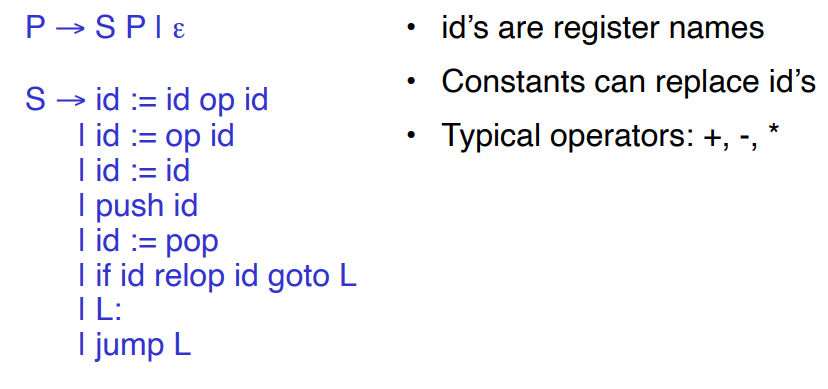 P → S P | ε
S → id := id op id
| id := op id
| id := id
| push id
| id := pop
| if id relop id goto L
| L:
| jump L
• id’s are register names
• Constants can replace id’s
• Typical operators: +, -, *